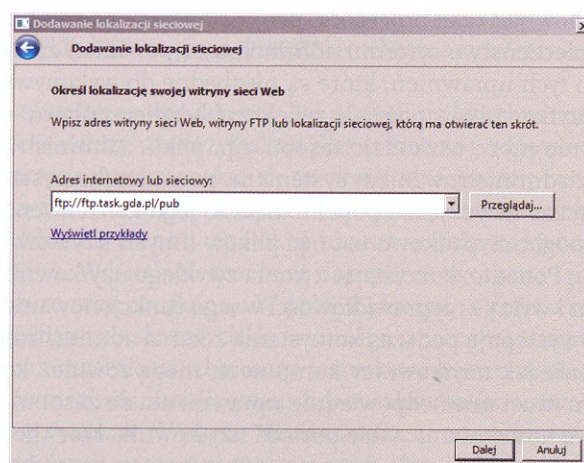 Dodawanie lokalizacji sieciowej
Dodawanie lokalizacji sieciowej
Określ lokalizację swojej witryny sieci Web
Wpisz adres witryny sieci Web, witryny FTP lub lokalizacji sieciowej, którą ma otwierać ten skrót.
Adres internetowy lub sieciowy:
ftp://ftp.task.gda.pl/pub
Przeglądaj...
Wyświetl przykłady
Dalej
Anuluj